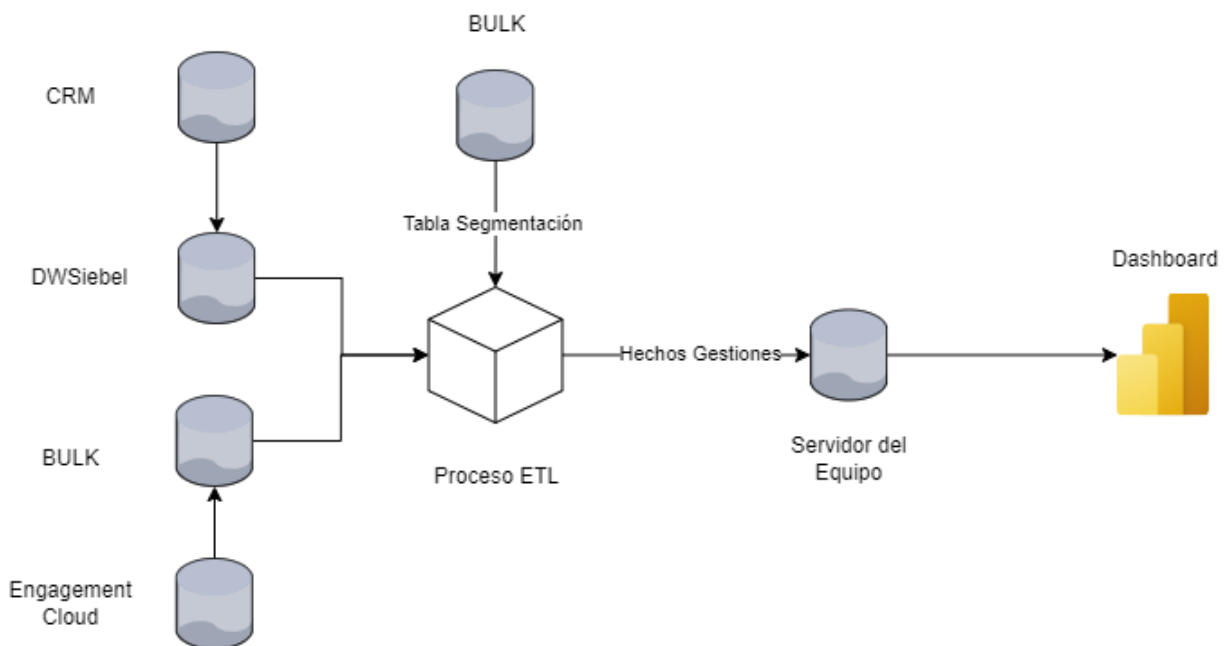 BULK
CRM
Tabla Segmentación
DWSiebel
Dashboard
Hechos Gestiones
BULK
Servidor del
Equipo
Proceso ETL
Engagement
Cloud